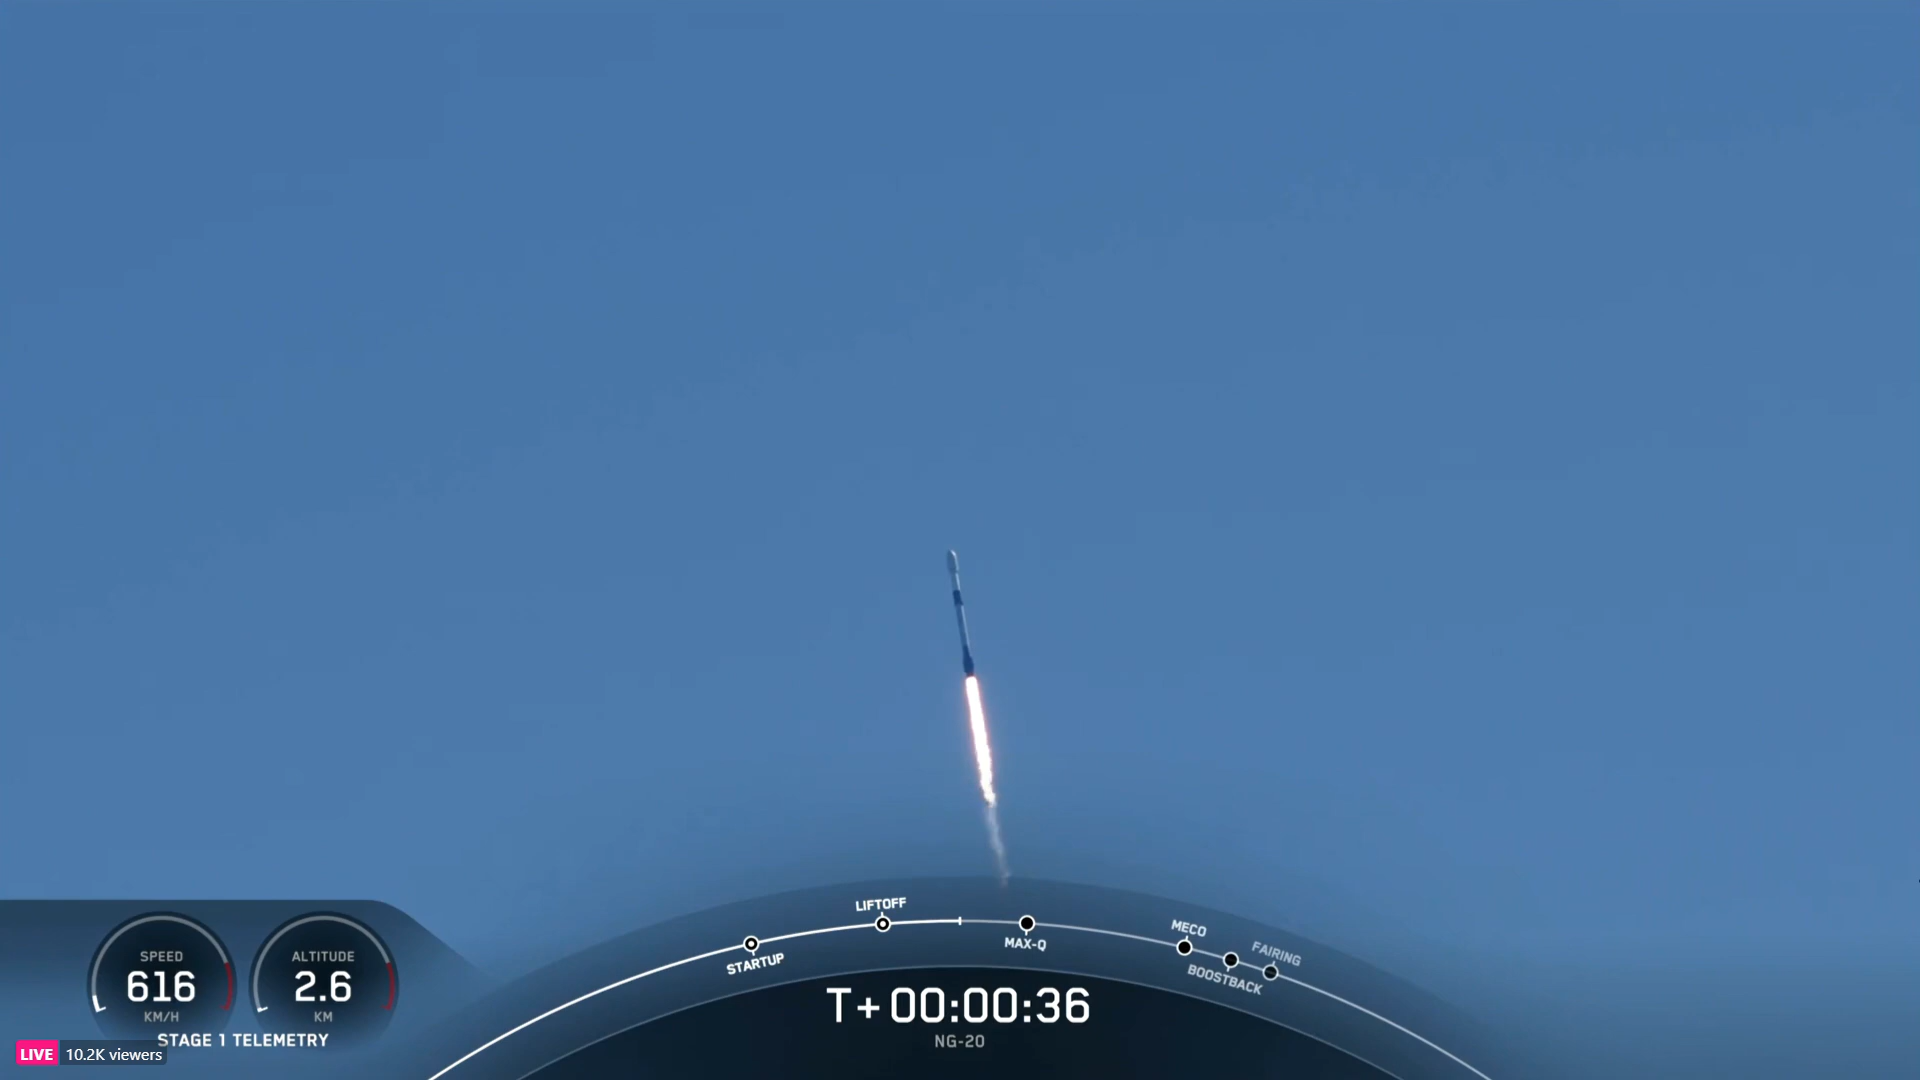 LIFTOFF
MAX-Q
MECO
FAIRING
STARTUP
BOOSTBACK
SPEED
616
KM/H
ALTITUDE
2.6
KM
STAGE 1 TELEMETRY
T+00:00:36
NG-20
LIVE 10.2K viewers